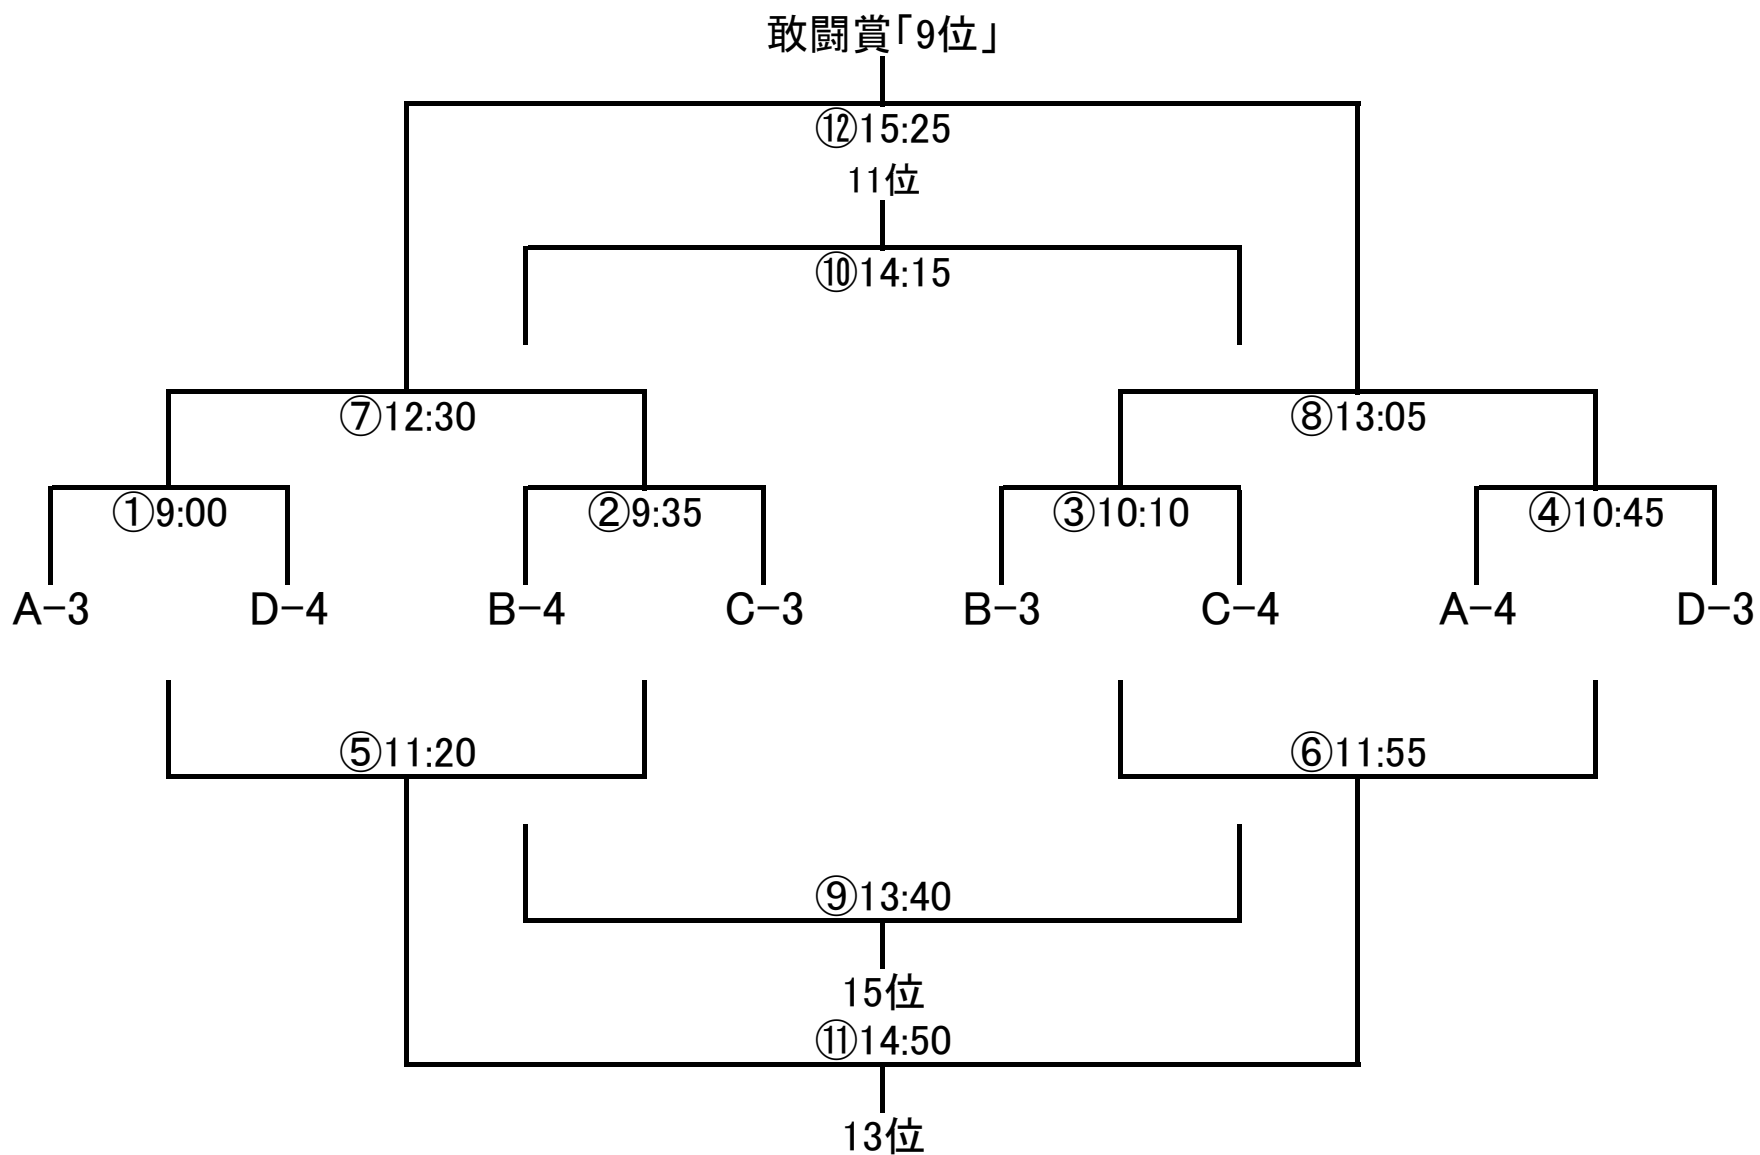 敢闘賞「9位」
⑫15:25
11位
⑩14:15
⑦12:30
⑧13:05
①9:00
②9:35
③10:10
④10:45
A-3
D-4
B-4
C-3
B-3
C-4
A-4
D-3
⑤11:20
⑥11:55
⑨13:40
15位
⑪14:50
13位